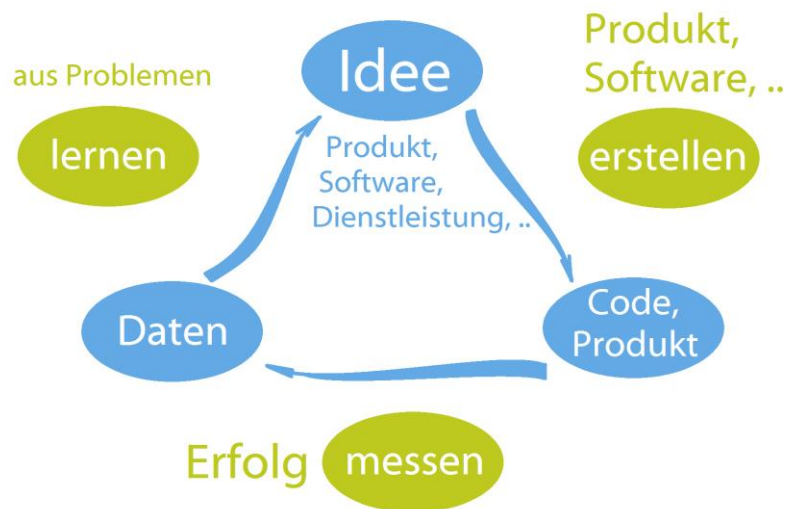 Idee
Produkt,
Software, ..
aus Problemen
lernen
erstellen
Produkt,
Software,
Dienstleistung, ..
Daten
Code,
Produkt
Erfolg messen